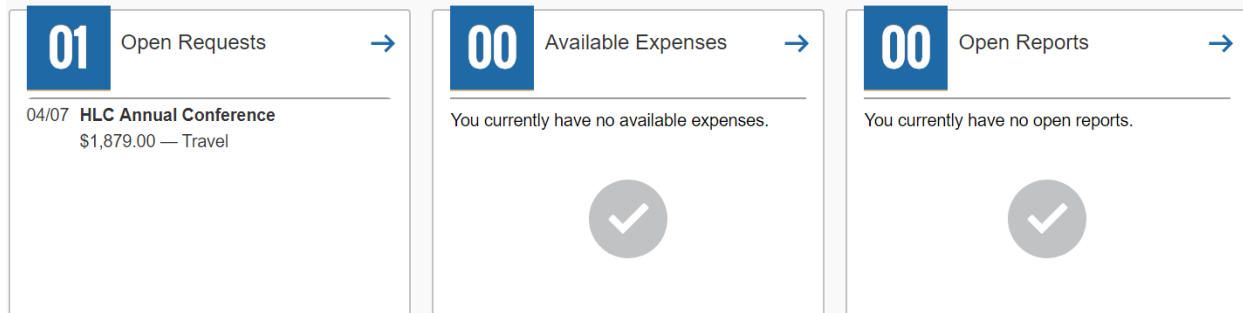 01 Open Requests
04/07 HLC Annual Conference
$1,879.00 — Travel
00 Available Expenses
You currently have no available expenses.
00 Open Reports
You currently have no open reports.